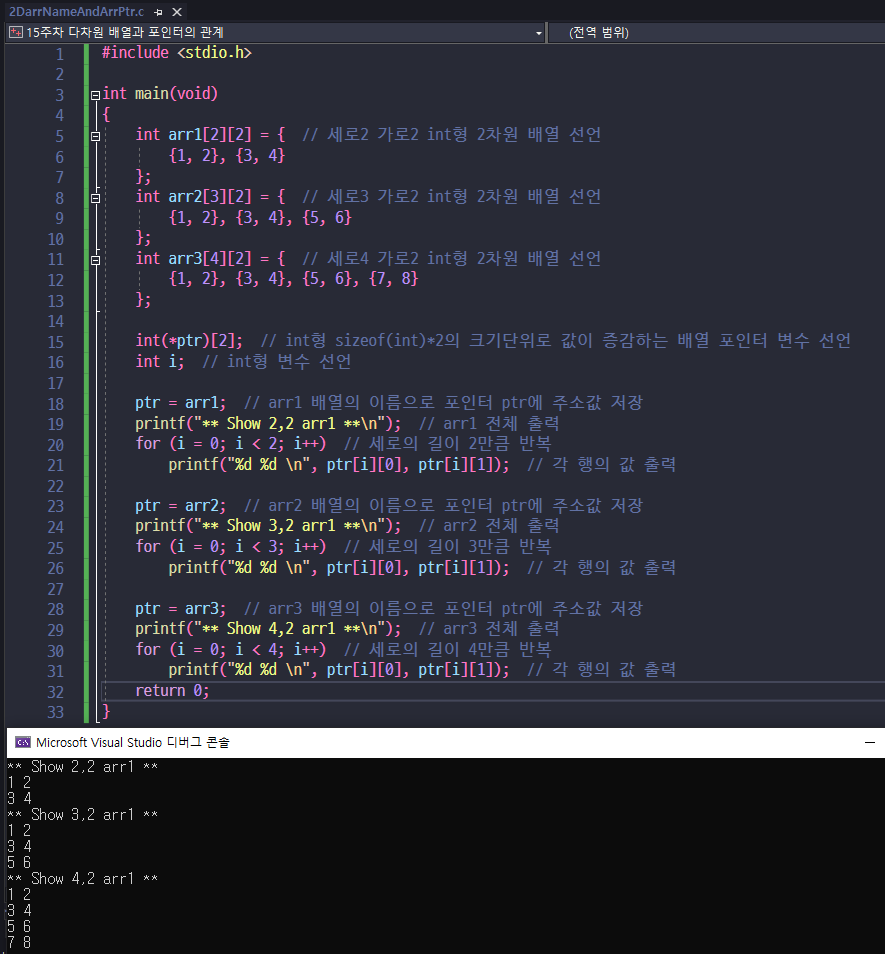 2DarrNameAndArrPtr.c
15주차 다차원 배열과 포인터의 관계 (전역 범위)
1 #include <stdio.h>
2
3 int main(void)
4 {
5 int arr1[2][2] = { // 세로2 가로2 int형 2차원 배열 선언
6 {1, 2}, {3, 4}
7 };
8 int arr2[3][2] = { // 세로3 가로2 int형 2차원 배열 선언
9 {1, 2}, {3, 4}, {5, 6}
10 };
11 int arr3[4][2] = { // 세로4 가로2 int형 2차원 배열 선언
12 {1, 2}, {3, 4}, {5, 6}, {7, 8}
13 };
14
15 int(*ptr)[2]; // int형 sizeof(int)*2의 크기단위로 값이 증감하는 배열 포인터 변수 선언
16 int i; // int형 변수 선언
17
18 ptr = arr1; // arr1 배열의 이름으로 포인터 ptr에 주소값 저장
19 printf("** Show 2,2 arr1 **\n"); // arr1 전체 출력
20 for (i = 0; i < 2; i++) // 세로의 길이 2만큼 반복
21 printf("%d %d \n", ptr[i][0], ptr[i][1]); // 각 행의 값 출력
22
23 ptr = arr2; // arr2 배열의 이름으로 포인터 ptr에 주소값 저장
24 printf("** Show 3,2 arr1 **\n"); // arr2 전체 출력
25 for (i = 0; i < 3; i++) // 세로의 길이 3만큼 반복
26 printf("%d %d \n", ptr[i][0], ptr[i][1]); // 각 행의 값 출력
27
28 ptr = arr3; // arr3 배열의 이름으로 포인터 ptr에 주소값 저장
29 printf("** Show 4,2 arr1 **\n"); // arr3 전체 출력
30 for (i = 0; i < 4; i++) // 세로의 길이 4만큼 반복
31 printf("%d %d \n", ptr[i][0], ptr[i][1]); // 각 행의 값 출력
32 return 0;
33 }
Microsoft Visual Studio 디버그 콘솔
** Show 2,2 arr1 **
1 2
3 4
** Show 3,2 arr1 **
1 2
3 4
5 6
** Show 4,2 arr1 **
1 2
3 4
5 6
7 8